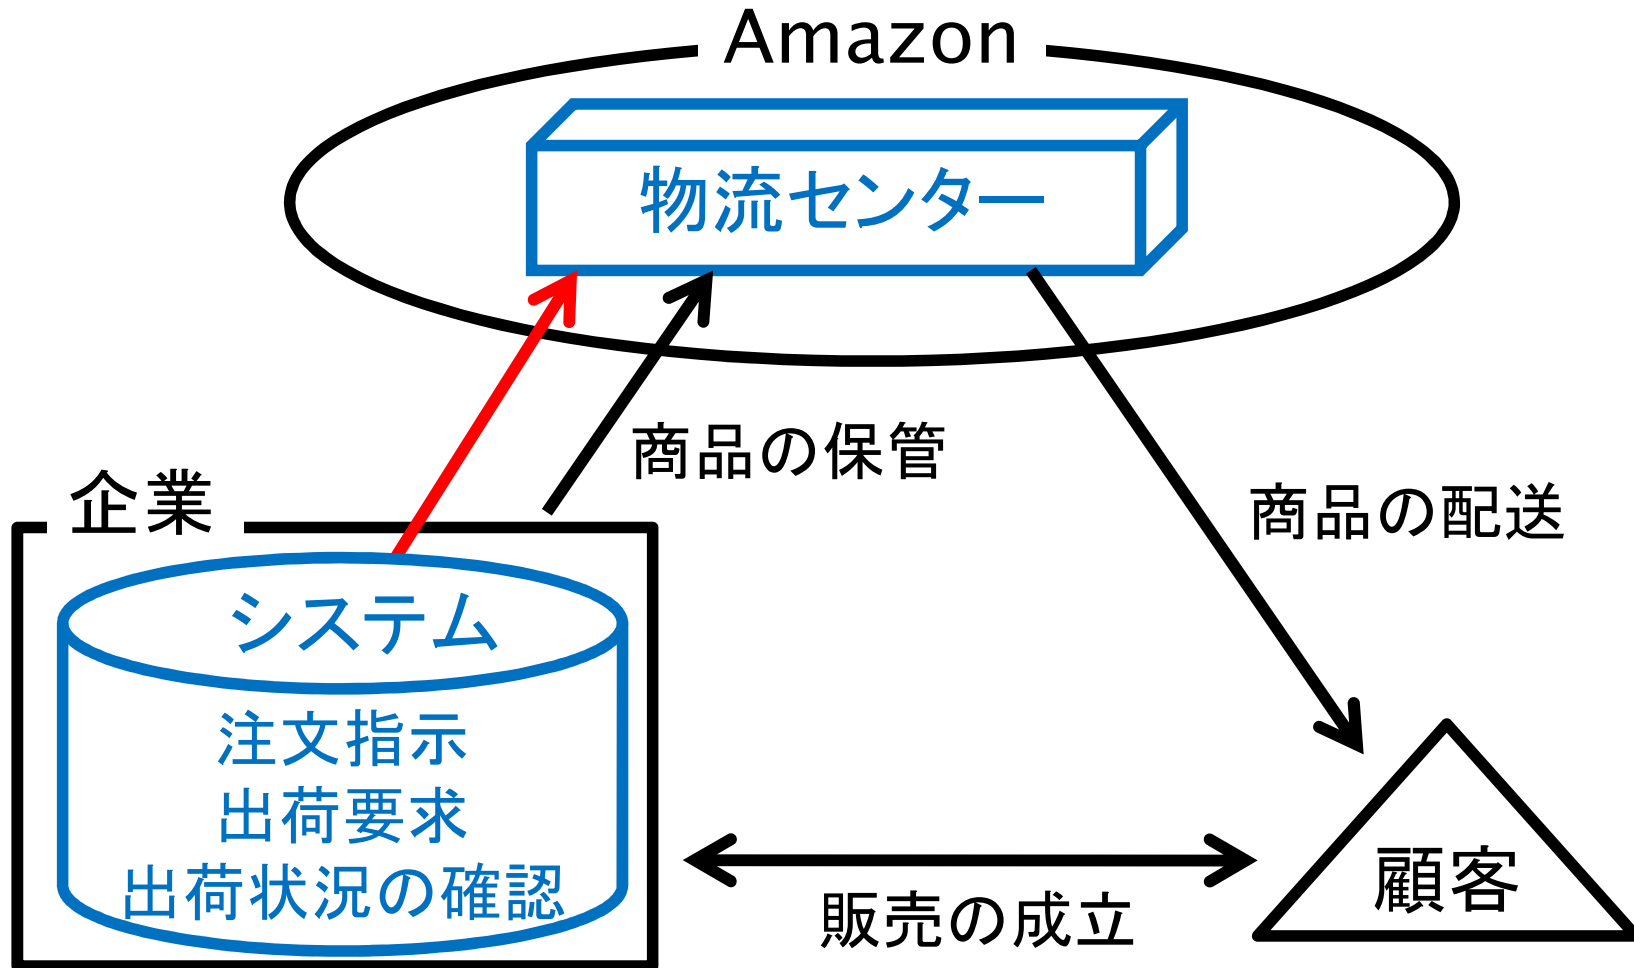 Amazon
物流センター
商品の保管
企業
商品の配送
システム
注文指示
出荷要求
出荷状況の確認
顧客
販売の成立